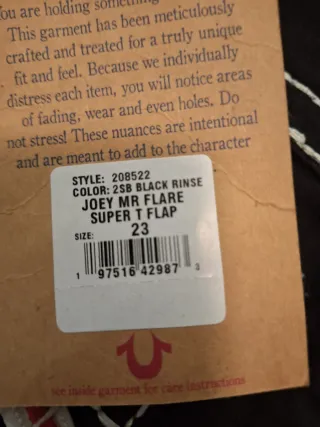 You are holding something
This garment has been meticulously
crafted and treated for a truly unique
fit and feel. Because we individually
distress each item, you will notice areas
of fading, wear and even holes. Do
not stress! These nuances are intentional
and are meant to add to the character
STYLE: 208522
COLOR: 2SB BLACK RINSE
JOEY MR FLARE
SUPER T FLAP
SIZE: 23
1 97516 42987 3
see inside garment for care instructions